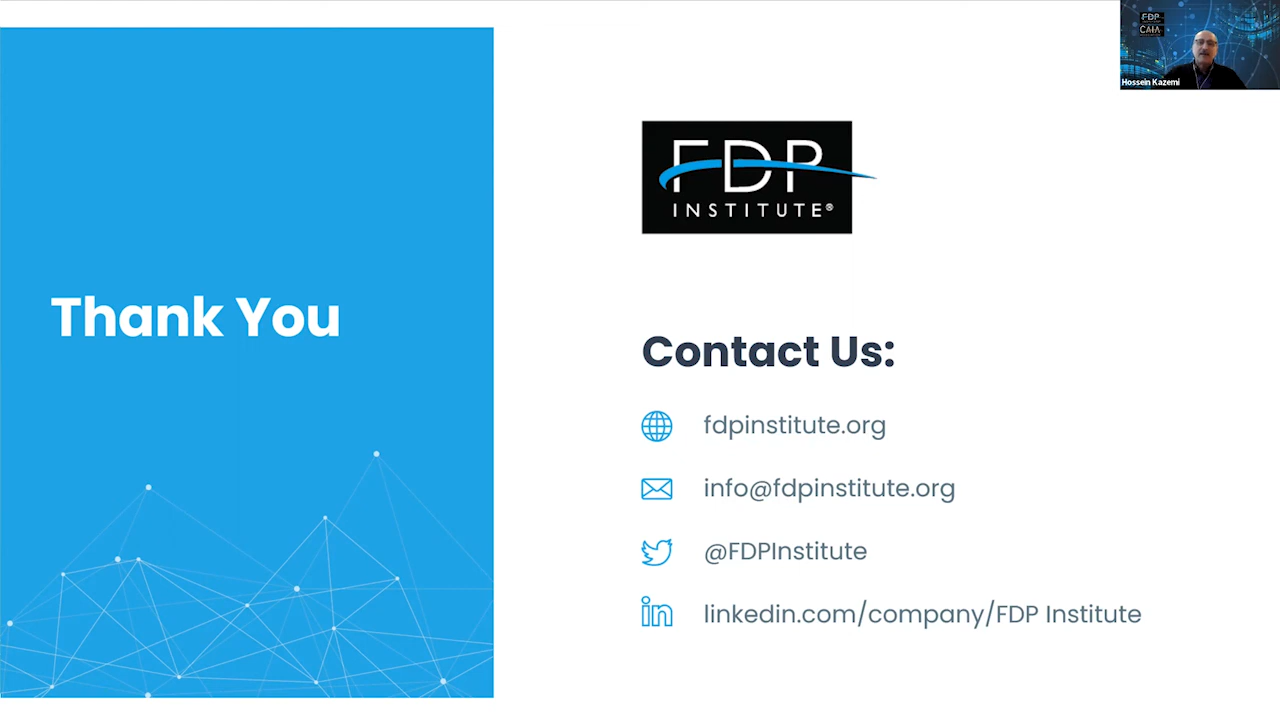 FDP
CAIA
Hossein Kazemi
FDP
INSTITUTE®
Thank You
Contact Us:
fdpinstitute.org
info@fdpinstitute.org
@FDPInstitute
linkedin.com/company/FDP Institute